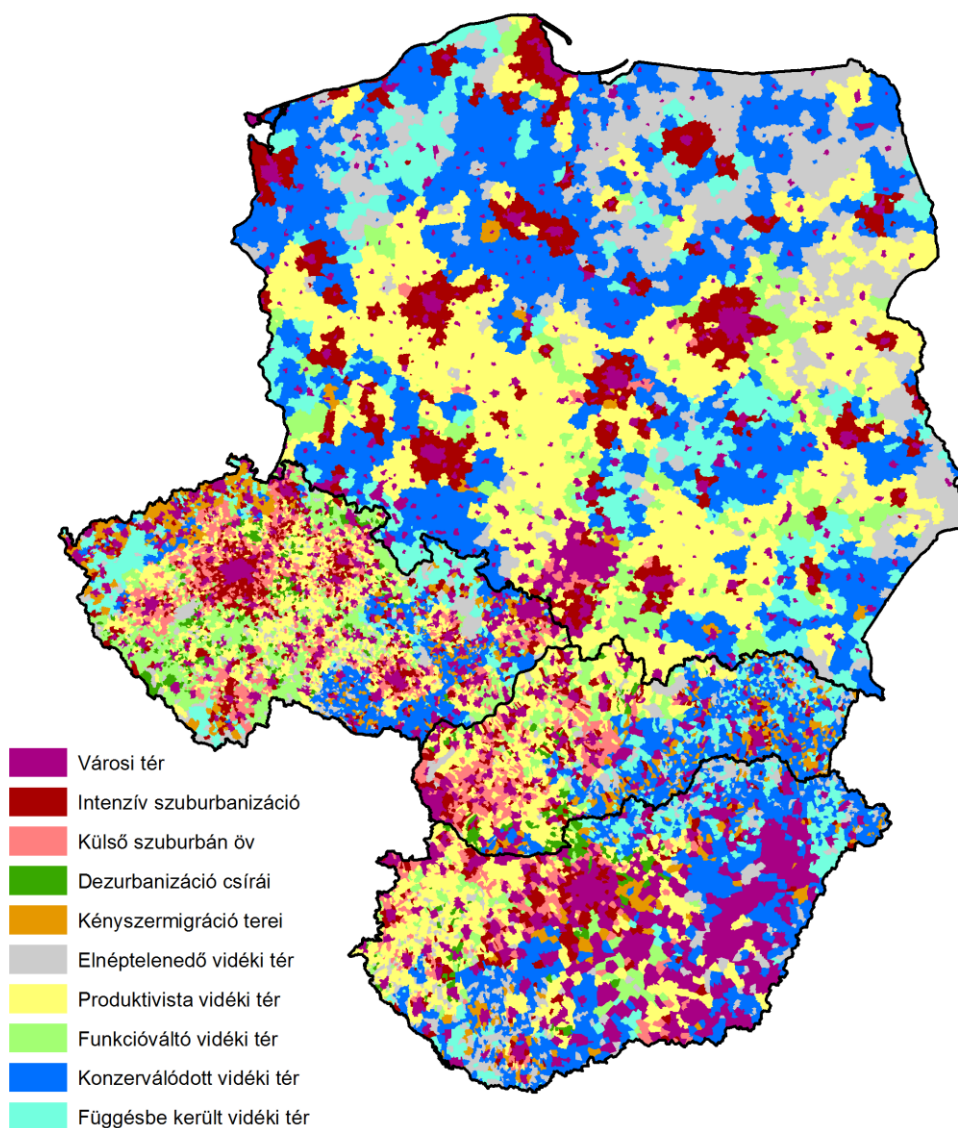 Városi tér
Intenzív szuburbanizáció
Külső szuburbán öv
Dezurbanizáció csírái
Kényszermigráció terei
Elnéptelenedő vidéki tér
Produktivista vidéki tér
Funkcióváltó vidéki tér
Konzerválódott vidéki tér
Függésbe került vidéki tér